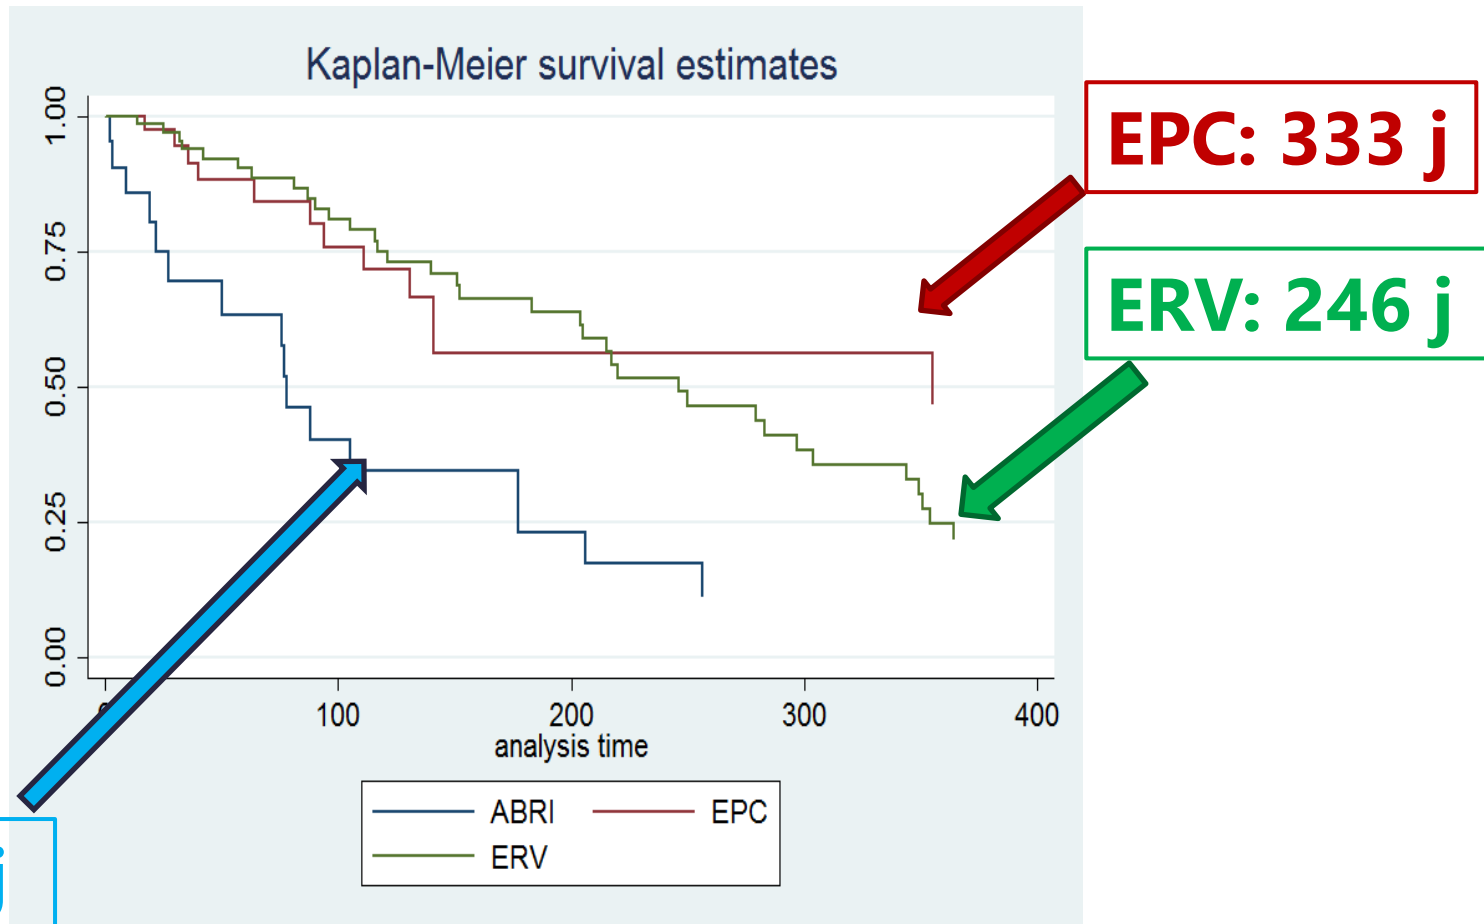 Kaplan-Meier survival estimates
EPC: 333 j
ERV: 246 j
1.00
0.75
0.50
0.25
0.00
100
200
300
400
analysis time
ABRI
EPC
ERV
j